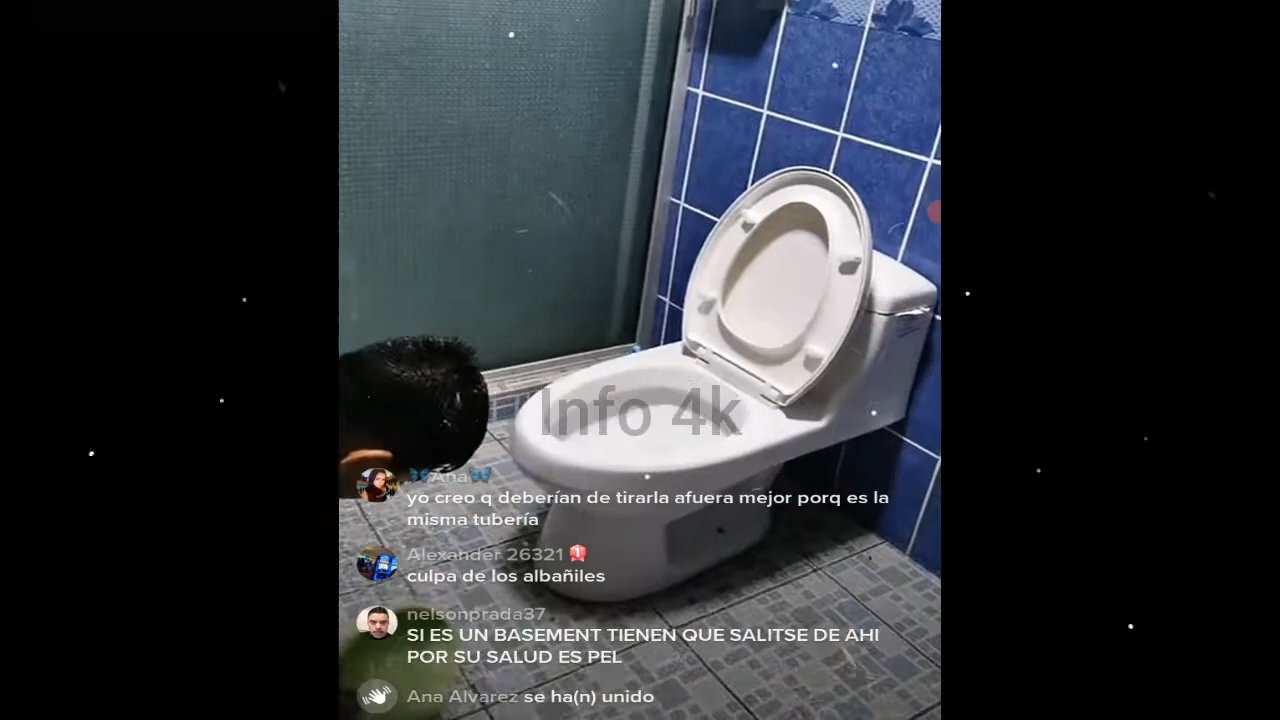 Info 4k
Ana
yo creo q deberían de tirarla afuera mejor porq es la
misma tubería
Alexander 26321 1
culpa de los albañiles
nelsonprada37
SI ES UN BASEMENT TIENEN QUE SALITSE DE AHI
POR SU SALUD ES PEL
Ana Alvarez se ha(n) unido